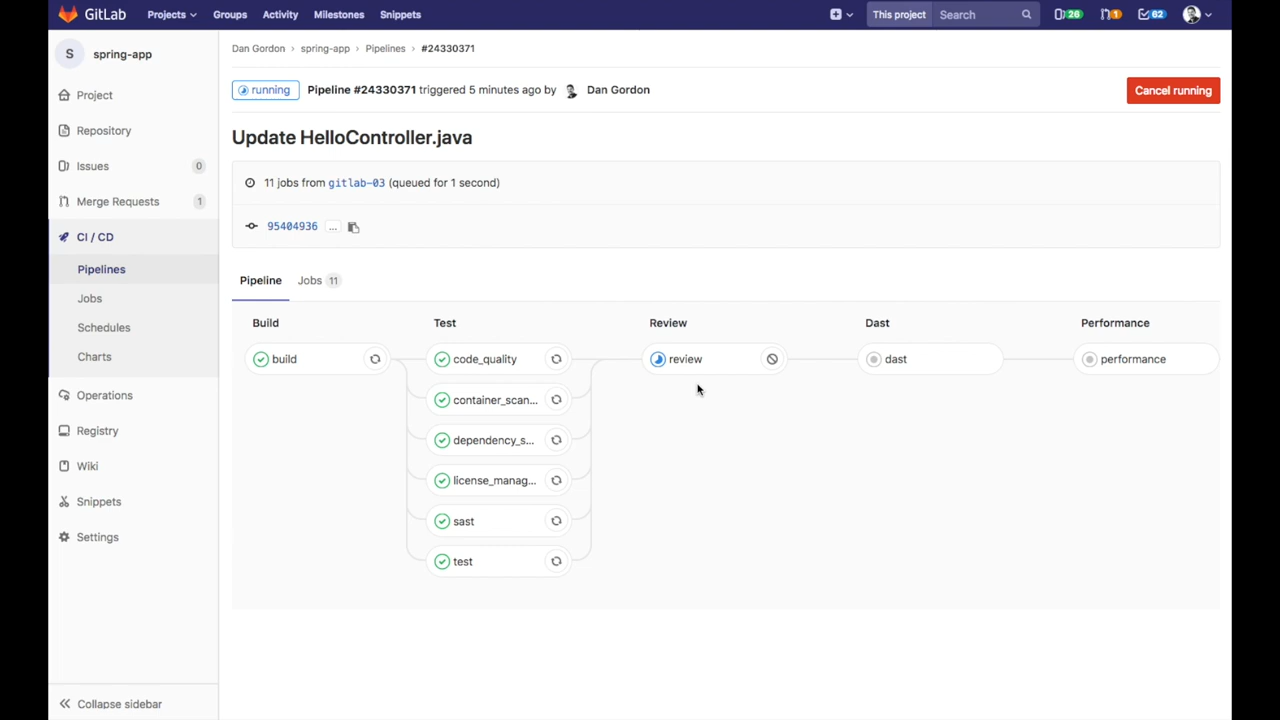 GitLab Projects Groups Activity Milestones Snippets This project Search 26 1 62
S spring-app
Project
Repository
Issues 0
Merge Requests 1
CI / CD
Pipelines
Jobs
Schedules
Charts
Operations
Registry
Wiki
Snippets
Settings
Collapse sidebar
Dan Gordon › spring-app › Pipelines › #24330371
running Pipeline #24330371 triggered 5 minutes ago by Dan Gordon Cancel running
Update HelloController.java
11 jobs from gitlab-03 (queued for 1 second)
95404936 ...
Pipeline Jobs 11
Build Test Review Dast Performance
build code_quality review dast performance
container_scan...
dependency_s...
license_manag...
sast
test